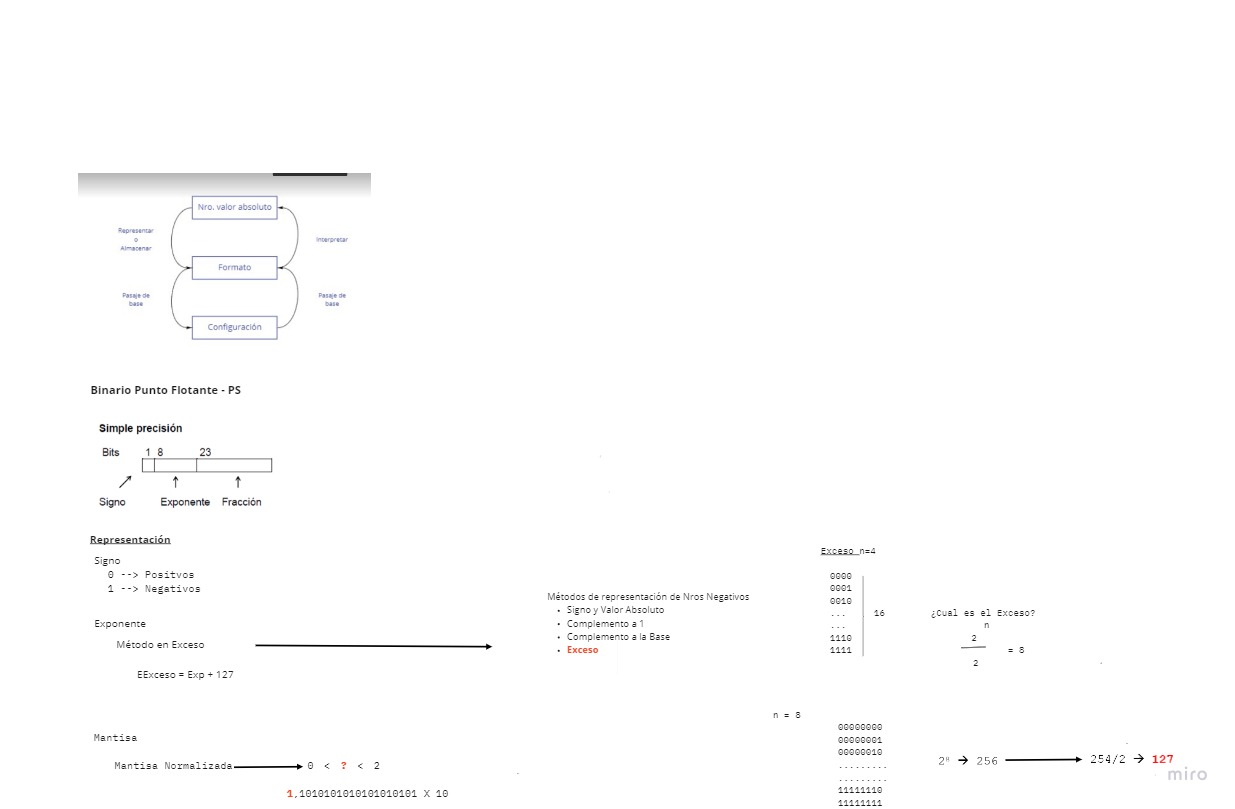 Nro. valor absoluto
Representar
o
Almacenar
Interpretar
Formato
Pasaje de
base
Pasaje de
base
Configuración
Binario Punto Flotante - PS
Simple precisión
Bits 1 8 23
Signo Exponente Fracción
Representación
Signo
0 --> Positvos
1 --> Negativos
Exponente
Método en Exceso
EExceso = Exp + 127
Métodos de representación de Nros Negativos
• Signo y Valor Absoluto
• Complemento a 1
• Complemento a la Base
• Exceso
Exceso n=4
0000
0001
0010
...
...
1110
1111
16
¿Cual es el Exceso?
n
2
= 8
2
Mantisa
Mantisa Normalizada 0 < ? < 2
1,1010101010101010101 X 10
n = 8
00000000
00000001
00000010
.........
.........
11111110
11111111
2ᴺ → 256 254/2 → 127
miro